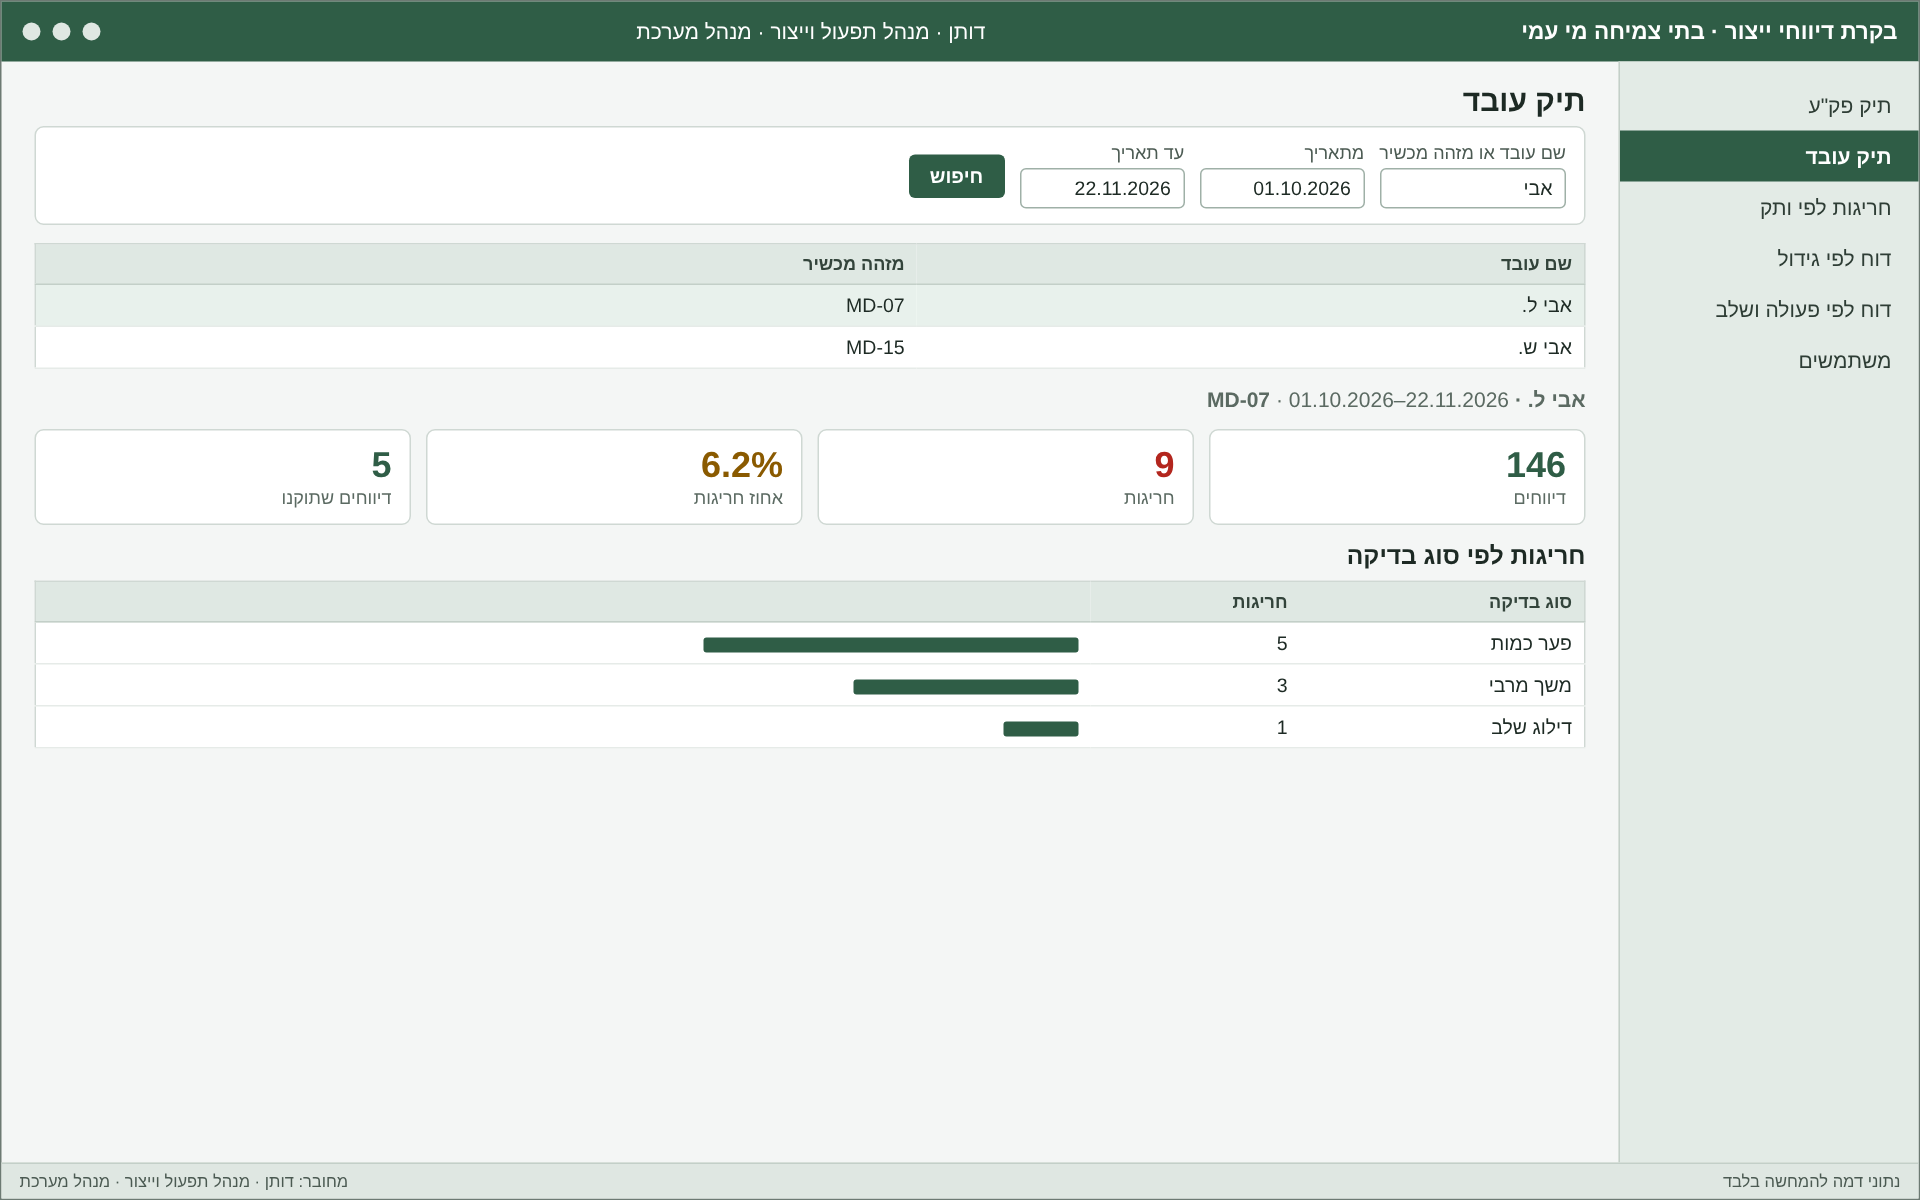 בקרת דיווחי ייצור · בתי צמיחה מי עמי
דותן · מנהל תפעול וייצור · מנהל מערכת
תיק פק"ע
תיק עובד
חריגות לפי ותק
דוח לפי גידול
דוח לפי פעולה ושלב
משתמשים
תיק עובד
שם עובד או מזהה מכשיר
אבי
מתאריך
01.10.2026
עד תאריך
22.11.2026
חיפוש
שם עובד מזהה מכשיר
אבי ל. MD-07
אבי ש. MD-15
אבי ל. · 01.10.2026–22.11.2026 · MD-07
146
דיווחים
9
חריגות
6.2%
אחוז חריגות
5
דיווחים שתוקנו
חריגות לפי סוג בדיקה
סוג בדיקה חריגות
פער כמות 5
משך מרבי 3
דילוג שלב 1
נתוני דמה להמחשה בלבד
מחובר: דותן · מנהל תפעול וייצור · מנהל מערכת